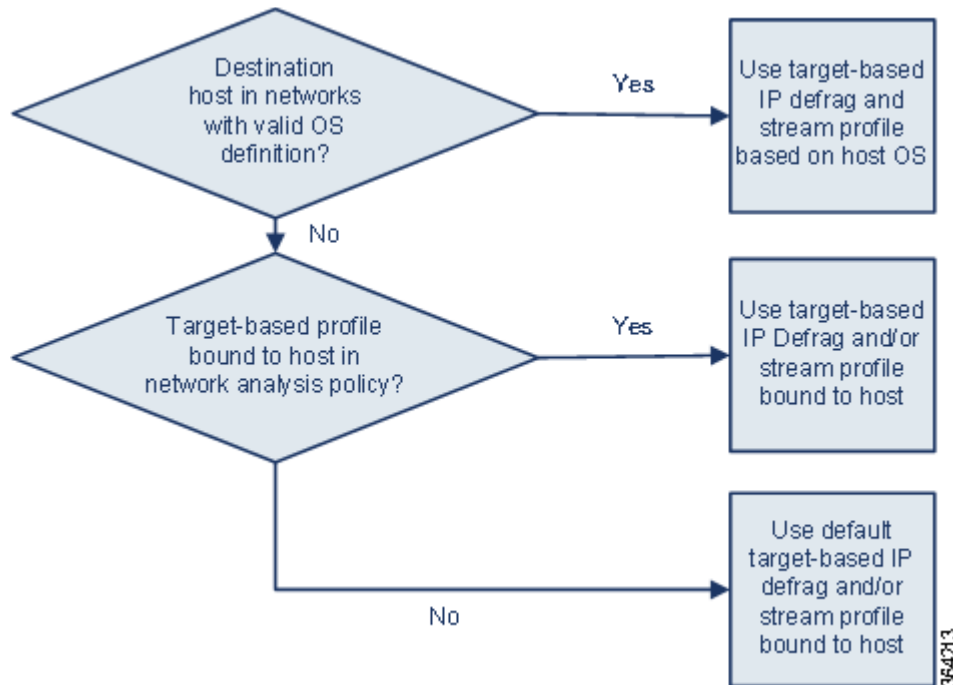 Destination
host in networks
with valid OS
definition?
Yes
Use target-based
IP defrag and
stream profile
based on host OS
No
Target-based profile
bound to host in
network analysis policy?
Yes
Use target-based
IP Defrag and/or
stream profile
bound to host
No
Use default
target-based IP
defrag and/or
stream profile
bound to host
364213